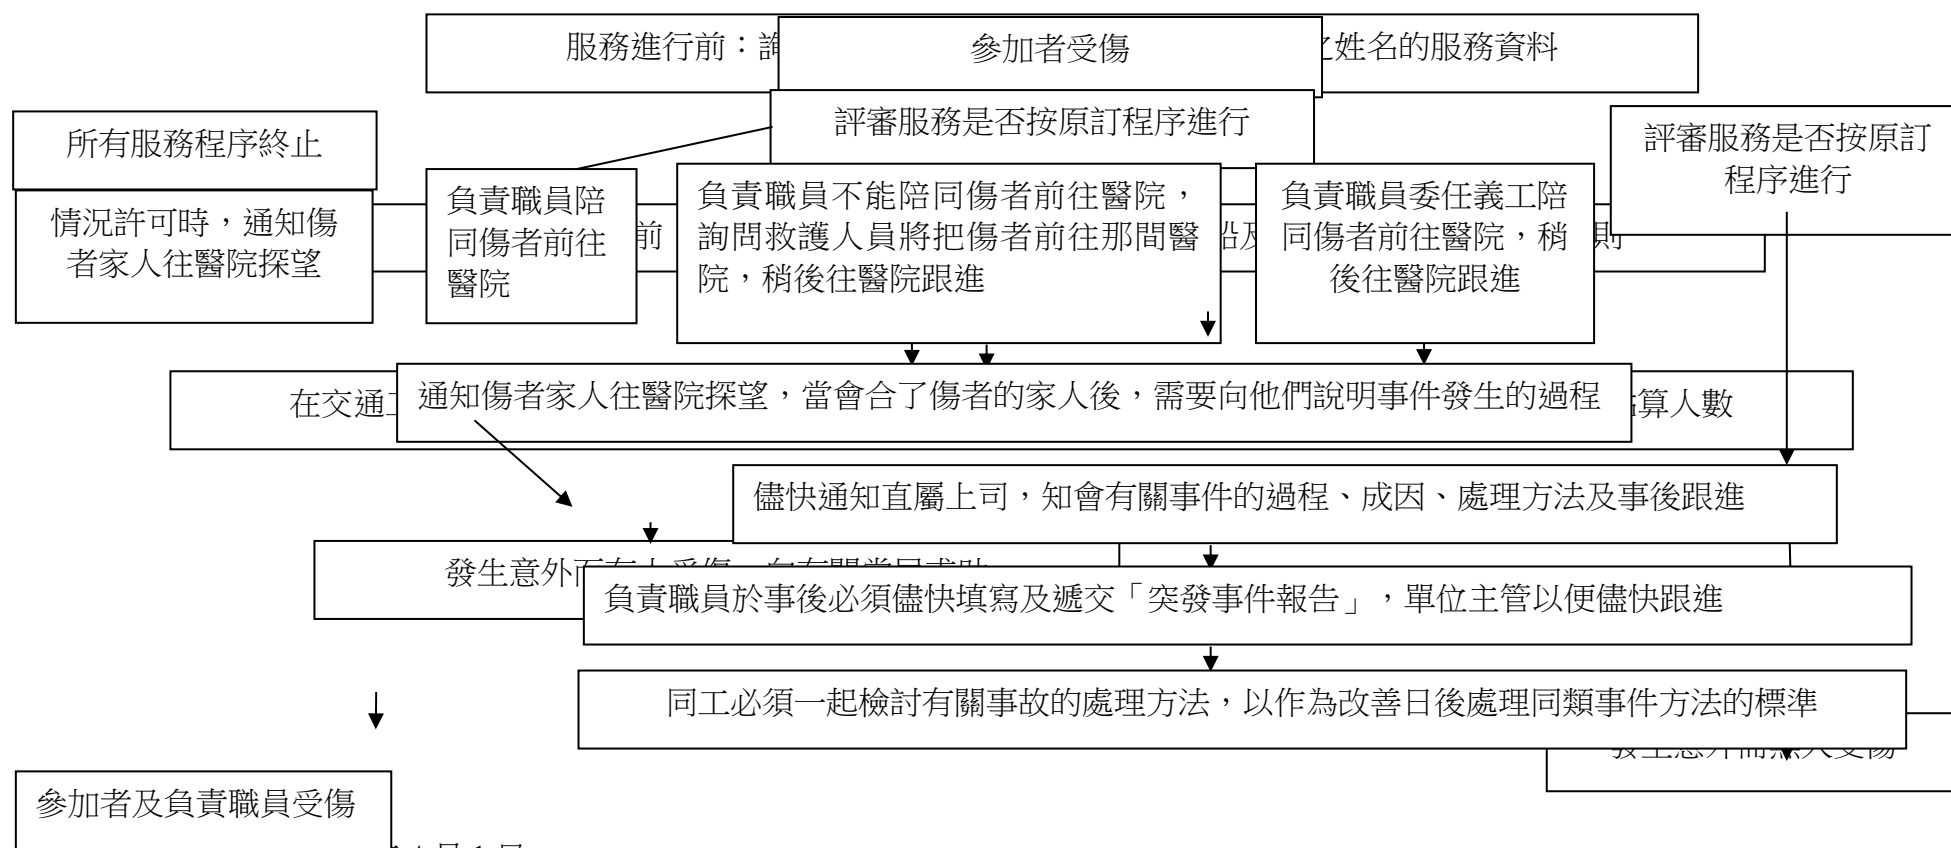 服務進行前：
參加者受傷
姓名的服務資料
評審服務是否按原訂程序進行
所有服務程序終止
評審服務是否按原訂
程序進行
情況許可時，通知傷
者家人往醫院探望
負責職員陪
同傷者前往
醫院
前
負責職員不能陪同傷者前往醫院，
詢問救護人員將把傷者前往那間醫
院，稍後往醫院跟進
及
負責職員委任義工陪
同傷者前往醫院，稍
後往醫院跟進
則
在交通
通知傷者家人往醫院探望，當會合了傷者的家人後，需要向他們說明事件發生的過程
算人數
儘快通知直屬上司，知會有關事件的過程、成因、處理方法及事後跟進
發生意外
負責職員於事後必須儘快填寫及遞交「突發事件報告」，單位主管以便儘快跟進
同工必須一起檢討有關事故的處理方法，以作為改善日後處理同類事件方法的標準
發生意外而無人受傷
參加者及負責職員受傷